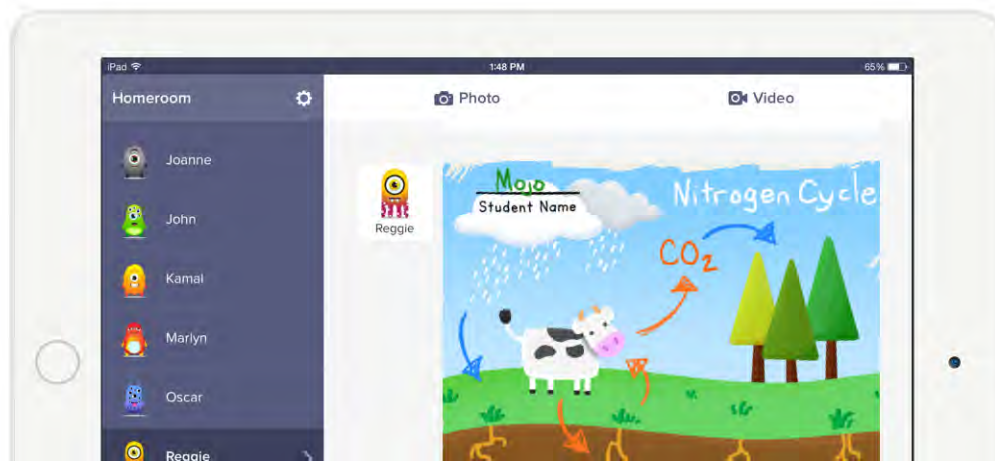 iPad 1:48 PM 65%
Homeroom
Photo Video
Joanne
John
Kamal
Marlyn
Oscar
Reggie
Reggie
Mojo
Student Name
Nitrogen Cycle
CO₂